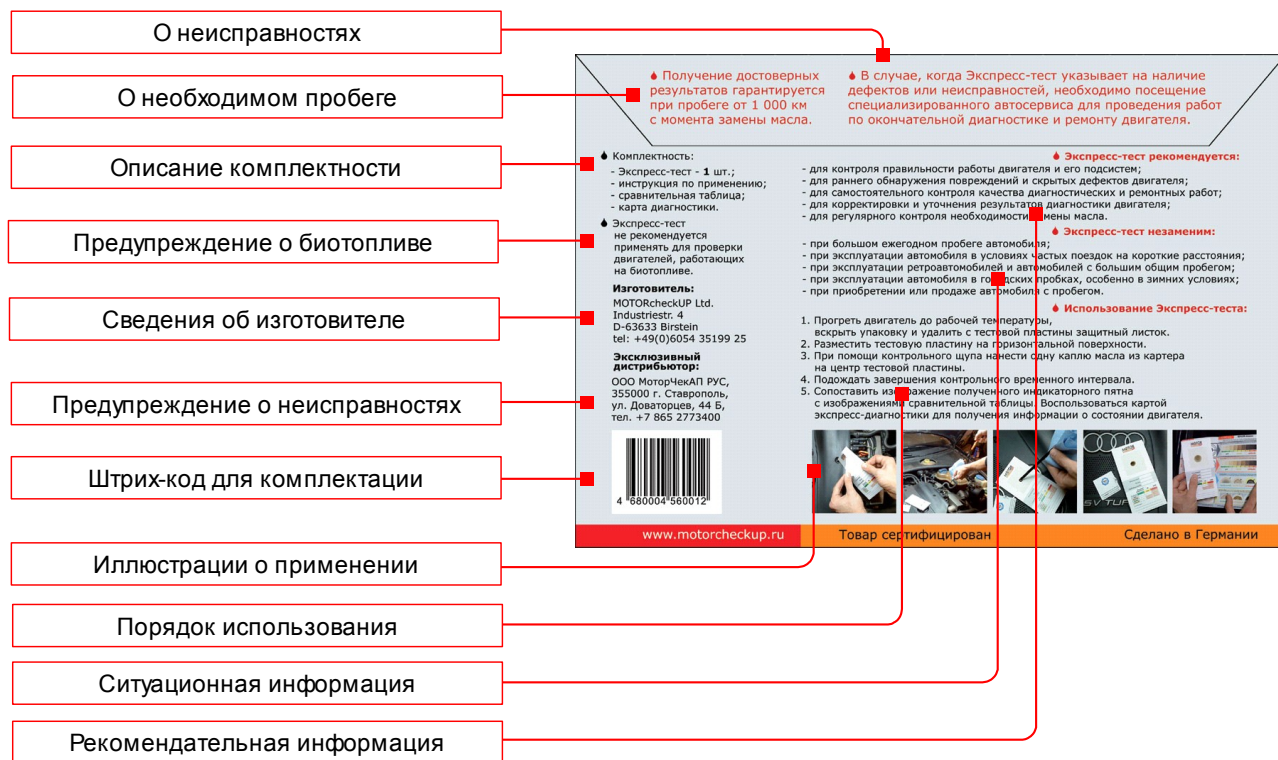 О неисправностях
О необходимом пробеге
Описание комплектности
Предупреждение о биотопливе
Сведения об изготовителе
Предупреждение о неисправностях
Штрих-код для комплектации
Иллюстрации о применении
Порядок использования
Ситуационная информация
Рекомендательная информация
Получение достоверных
результатов гарантируется
при пробеге от 1 000 км
с момента замены масла.
В случае, когда Экспресс-тест указывает на наличие
дефектов или неисправностей, необходимо посещение
специализированного автосервиса для проведения работ
по окончательной диагностике и ремонту двигателя.
Комплектность:
- Экспресс-тест - 1 шт.;
- инструкция по применению;
- сравнительная таблица;
- карта диагностики.
Экспресс-тест
не рекомендуется
применять для проверки
двигателей, работающих
на биотопливе.
Изготовитель:
MOTORcheckUP Ltd.
Industriestr. 4
D-63633 Birstein
tel: +49(0)6054 35199 25
Эксклюзивный
дистрибьютор:
ООО МоторЧекАП РУС,
355000 г. Ставрополь,
ул. Доваторцев, 44 Б,
тел. +7 865 2773400
4 680004 560012
Экспресс-тест рекомендуется:
- для контроля правильности работы двигателя и его подсистем;
- для раннего обнаружения повреждений и скрытых дефектов двигателя;
- для самостоятельного контроля качества диагностических и ремонтных работ;
- для корректировки и уточнения результатов диагностики двигателя;
- для регулярного контроля необходимости замены масла.
Экспресс-тест незаменим:
- при большом ежегодном пробеге автомобиля;
- при эксплуатации автомобиля в условиях частых поездок на короткие расстояния;
- при эксплуатации ретроавтомобилей и автомобилей с большим общим пробегом;
- при эксплуатации автомобиля в городских пробках, особенно в зимних условиях;
- при приобретении или продаже автомобиля с пробегом.
Использование Экспресс-теста:
1. Прогреть двигатель до рабочей температуры,
вскрыть упаковку и удалить с тестовой пластины защитный листок.
2. Разместить тестовую пластину на горизонтальной поверхности.
3. При помощи контрольного щупа нанести одну каплю масла из картера
на центр тестовой пластины.
4. Подождать завершения контрольного временного интервала.
5. Сопоставить изображение полученного индикаторного пятна
с изображениями сравнительной таблицы. Воспользоваться картой
экспресс-диагностики для получения информации о состоянии двигателя.
www.motorcheckup.ru
Товар сертифицирован
Сделано в Германии